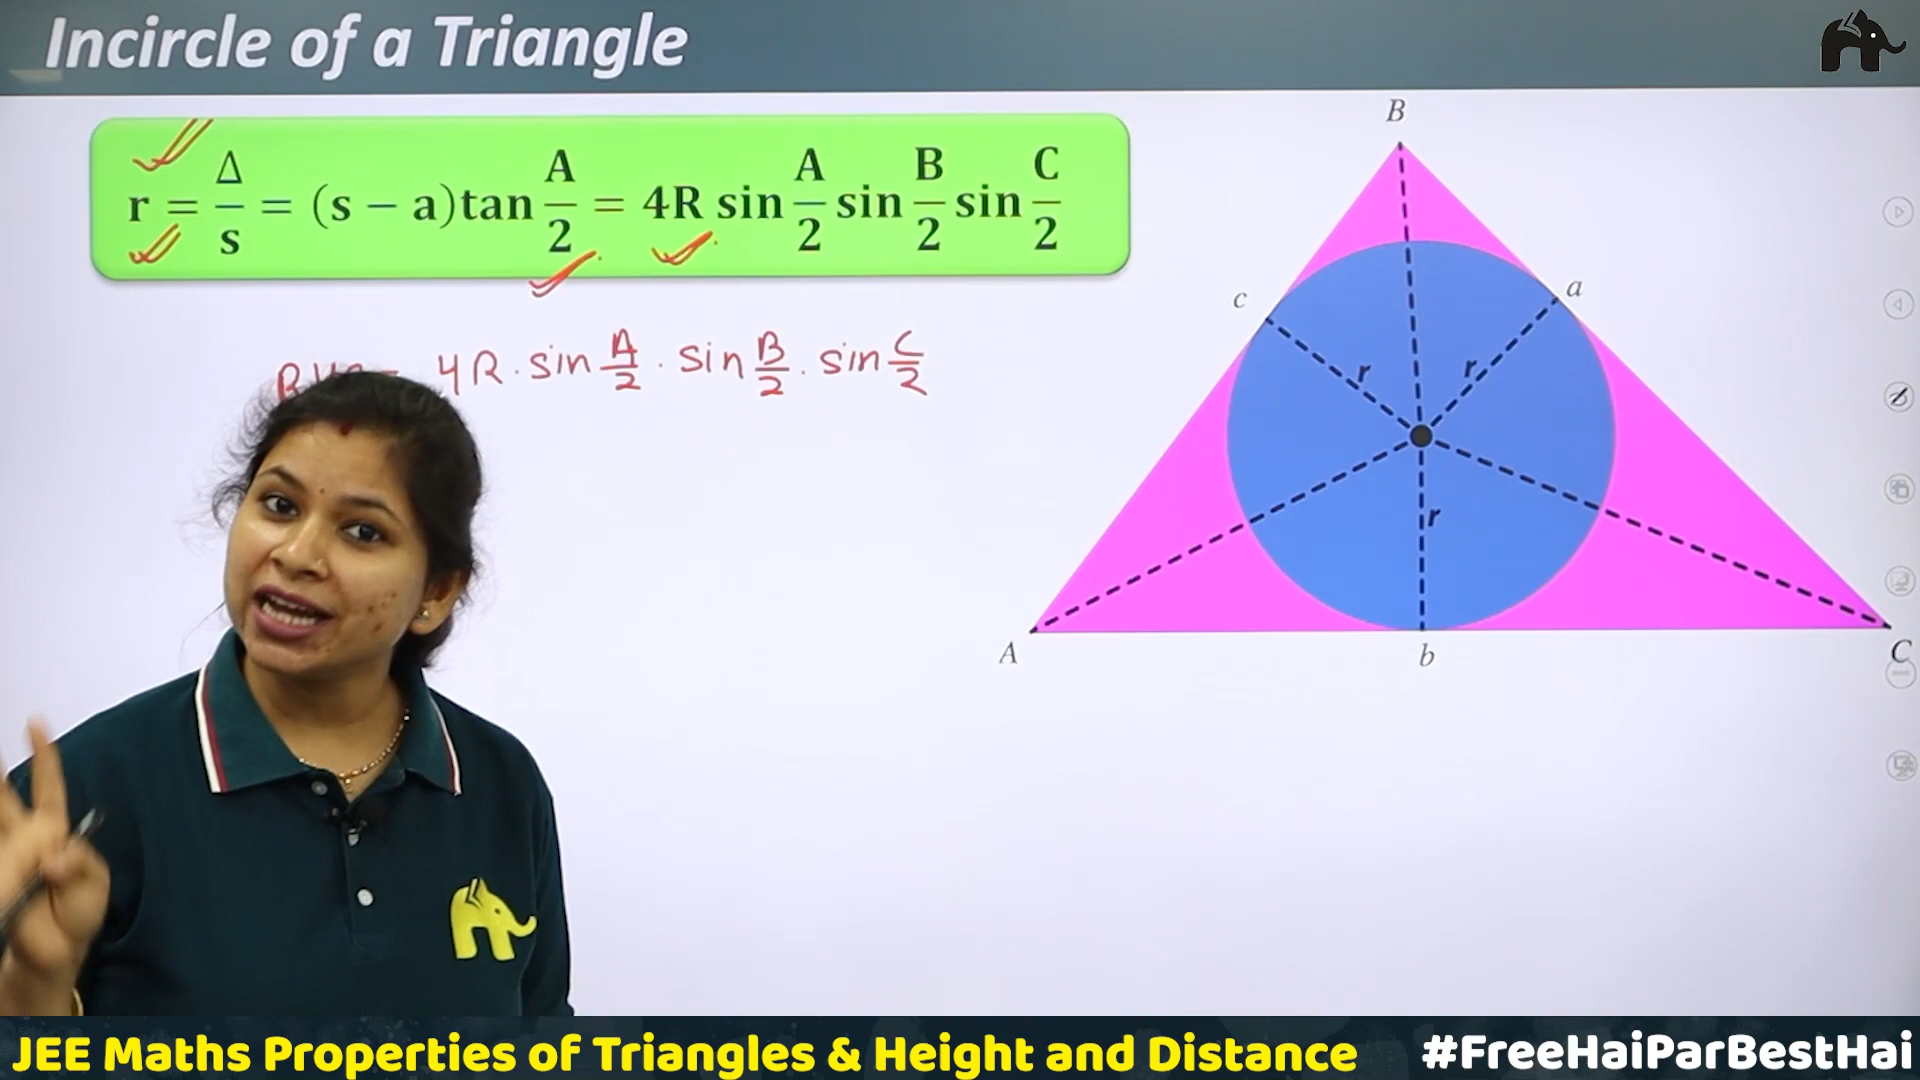 Incircle of a Triangle
r = Δ/s = (s − a)tan A/2 = 4R sin A/2 sin B/2 sin C/2
4R · sin A/2 · sin B/2 · sin C/2
B
c
a
r
r
r
A
b
C
JEE Maths Properties of Triangles & Height and Distance
#FreeHaiParBestHai